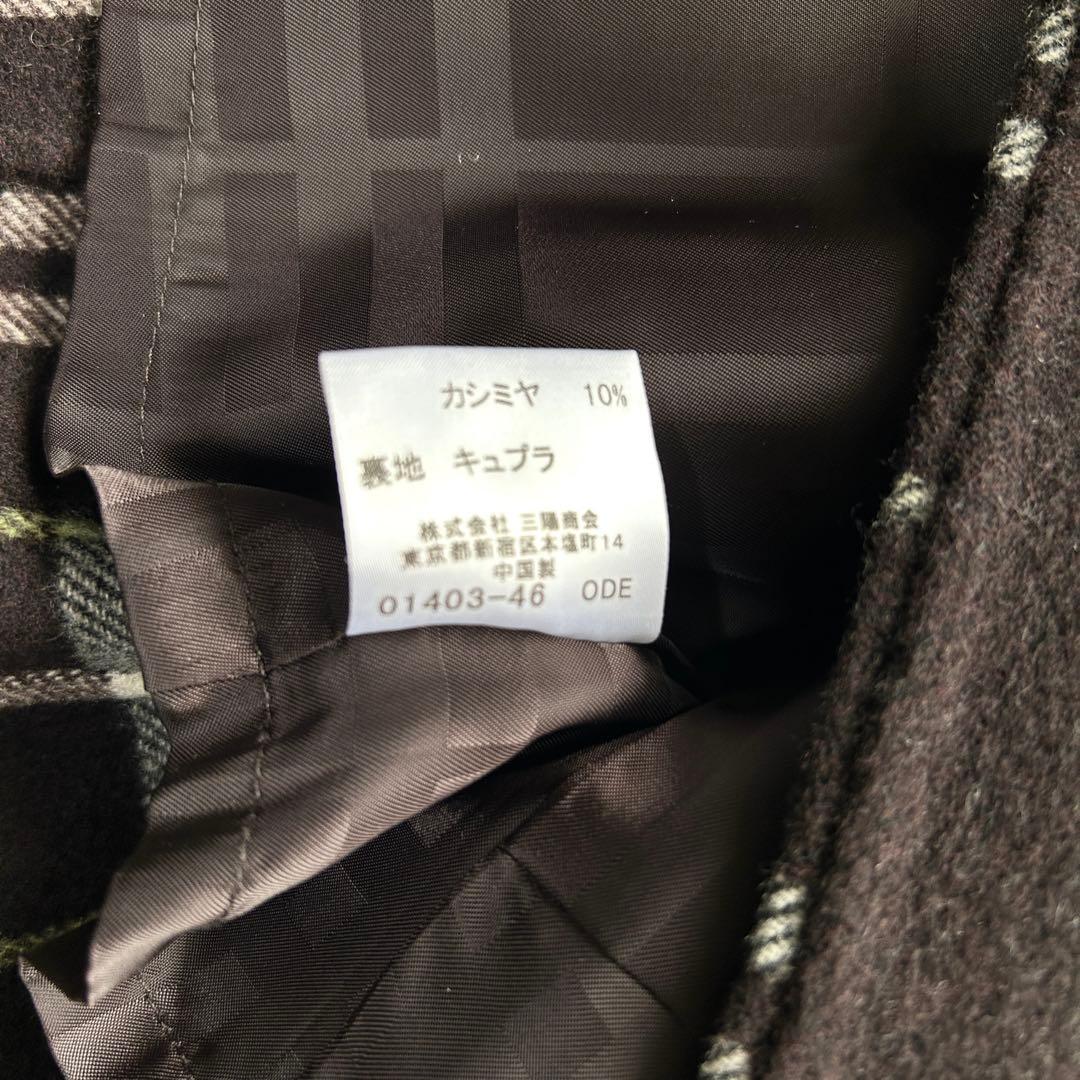 カシミヤ 10%
裏地 キュプラ
株式会社 三陽商会
東京都新宿区本塩町14
中国製
01403-46 ODE